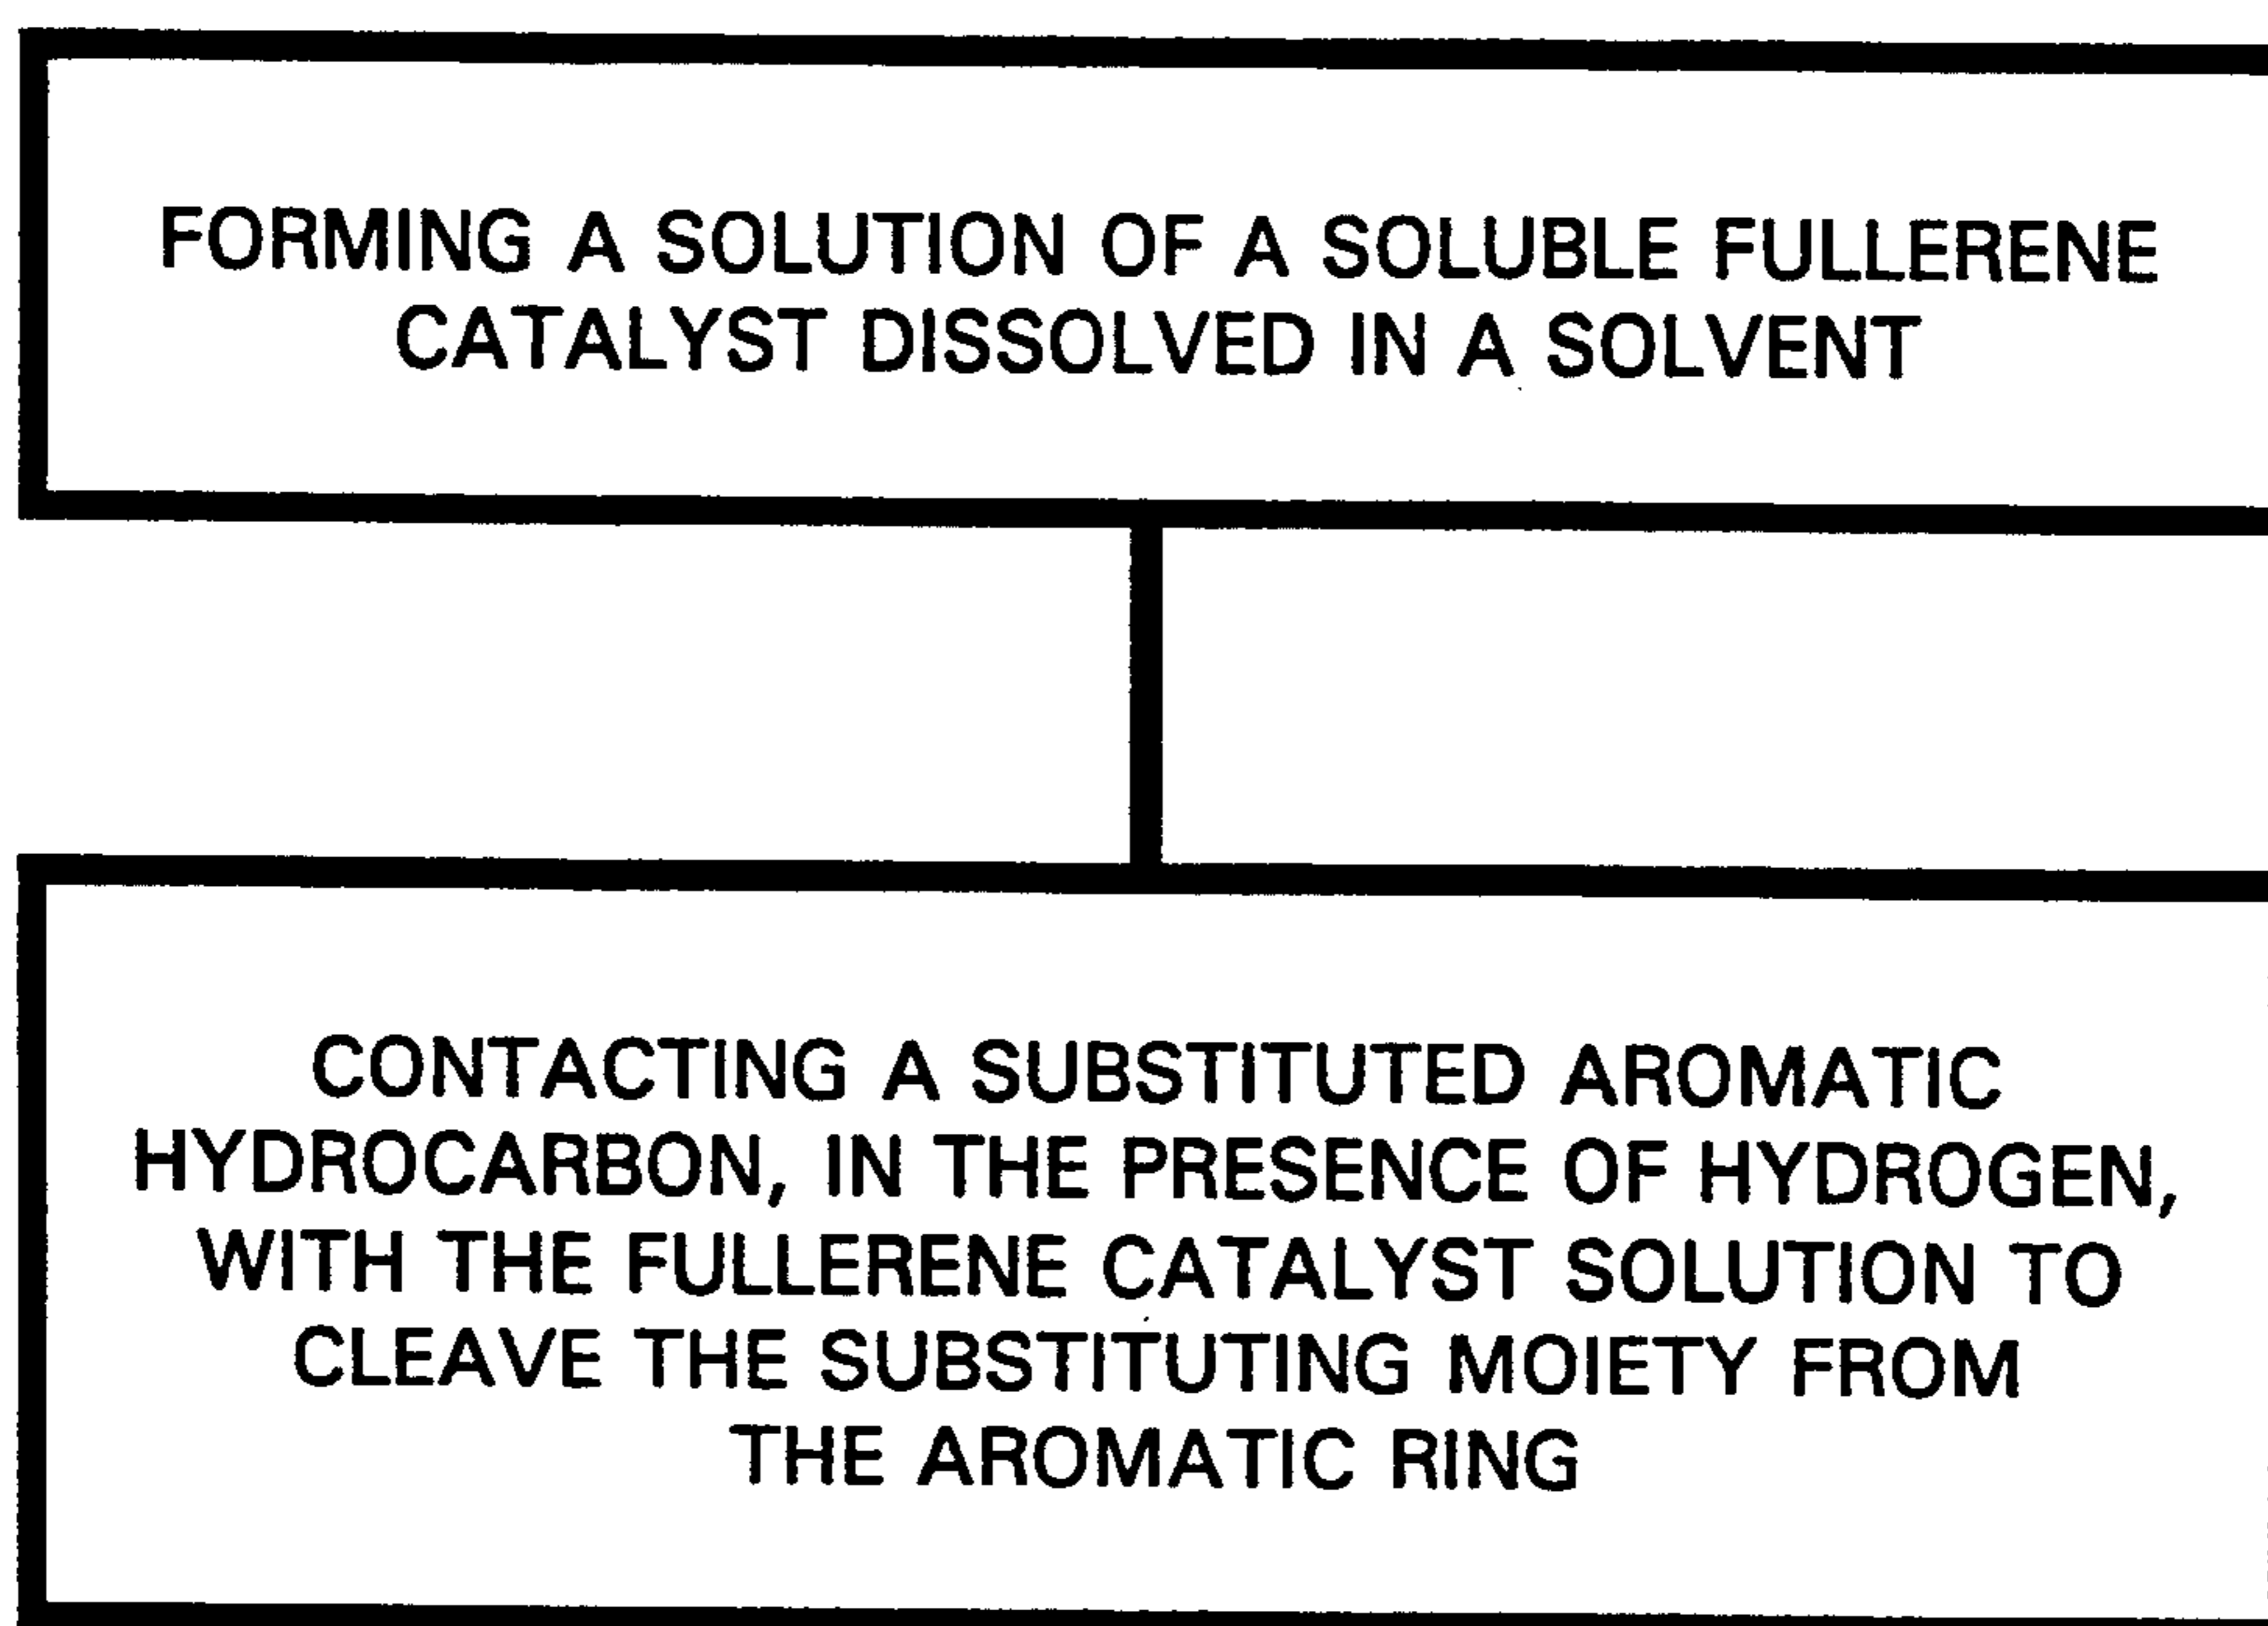 FORMING A SOLUTION OF A SOLUBLE FULLERENE
CATALYST DISSOLVED IN A SOLVENT
CONTACTING A SUBSTITUTED AROMATIC
HYDROCARBON, IN THE PRESENCE OF HYDROGEN,
WITH THE FULLERENE CATALYST SOLUTION TO
CLEAVE THE SUBSTITUTING MOIETY FROM
THE AROMATIC RING